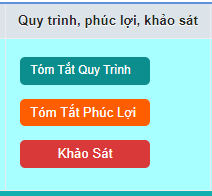 Quy trình, phúc lợi, khảo sát
Tóm Tắt Quy Trình
Tóm Tắt Phúc Lợi
Khảo Sát